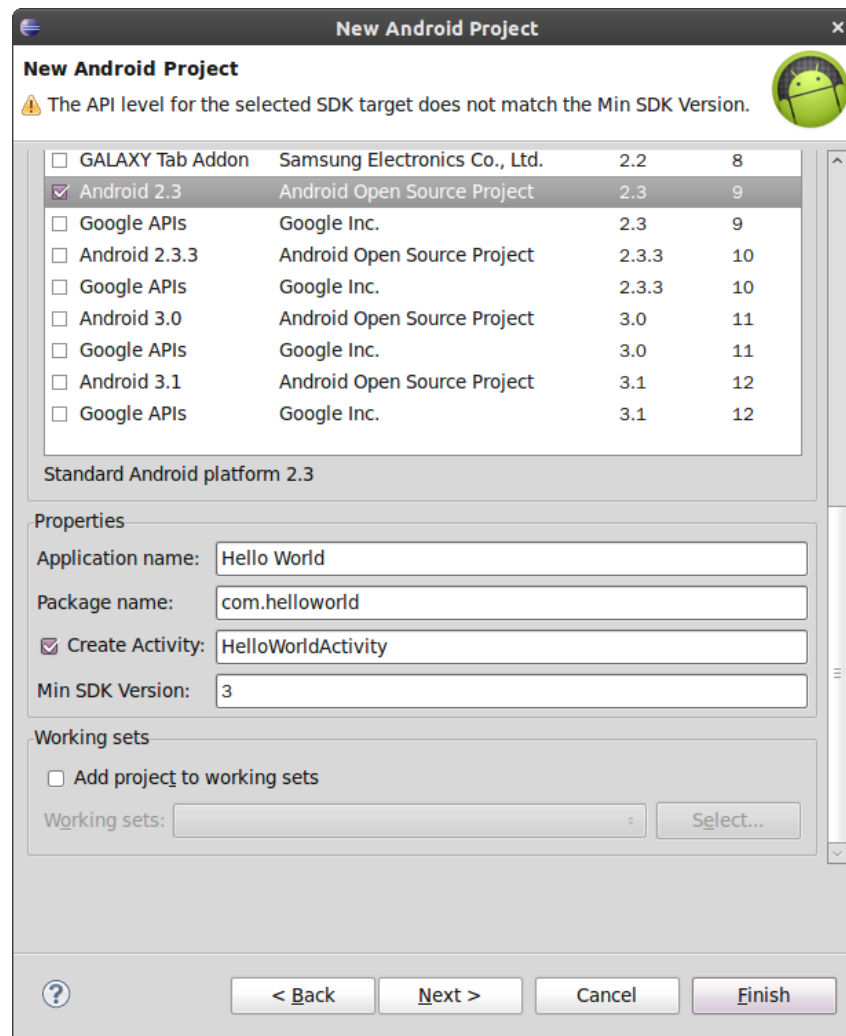 New Android Project
New Android Project
The API level for the selected SDK target does not match the Min SDK Version.
GALAXY Tab Addon Samsung Electronics Co., Ltd. 2.2 8
Android 2.3 Android Open Source Project 2.3 9
Google APIs Google Inc. 2.3 9
Android 2.3.3 Android Open Source Project 2.3.3 10
Google APIs Google Inc. 2.3.3 10
Android 3.0 Android Open Source Project 3.0 11
Google APIs Google Inc. 3.0 11
Android 3.1 Android Open Source Project 3.1 12
Google APIs Google Inc. 3.1 12
Standard Android platform 2.3
Properties
Application name: Hello World
Package name: com.helloworld
Create Activity: HelloWorldActivity
Min SDK Version: 3
Working sets
Add project to working sets
Working sets: Select...
? < Back Next > Cancel Finish